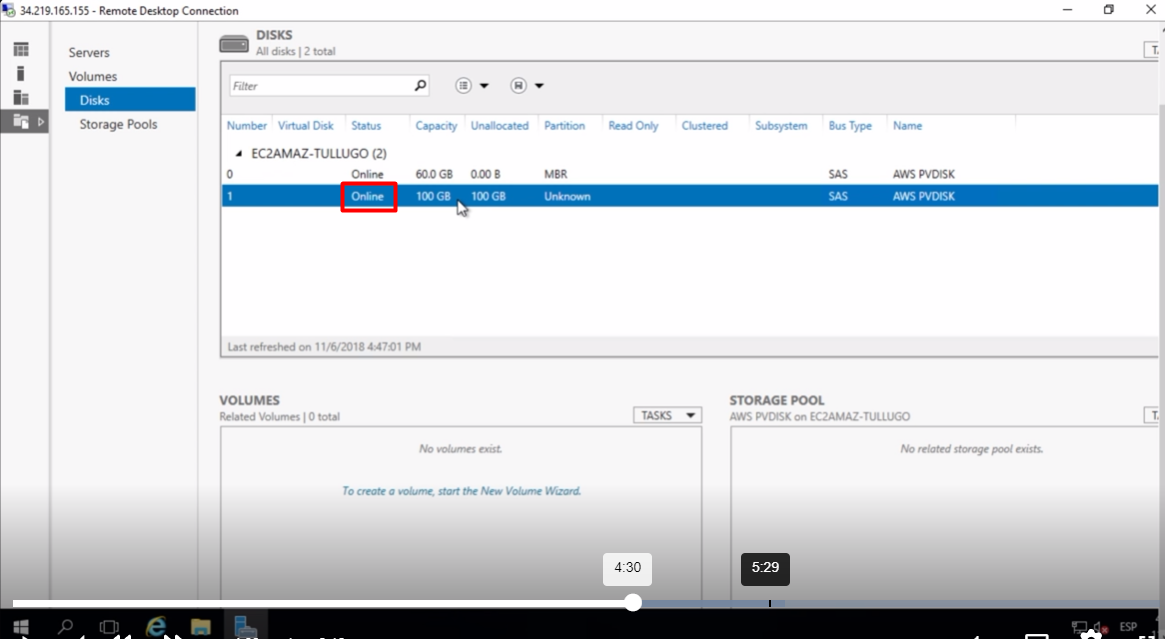 34.219.165.155 - Remote Desktop Connection
Servers
Volumes
Disks
Storage Pools
DISKS
All disks | 2 total
Filter
Number Virtual Disk Status Capacity Unallocated Partition Read Only Clustered Subsystem Bus Type Name
EC2AMAZ-TULLUGO (2)
0 Online 60.0 GB 0.00 B MBR SAS AWS PVDISK
1 Online 100 GB 100 GB Unknown SAS AWS PVDISK
Last refreshed on 11/6/2018 4:47:01 PM
VOLUMES
Related Volumes | 0 total
TASKS
No volumes exist.
To create a volume, start the New Volume Wizard.
STORAGE POOL
AWS PVDISK on EC2AMAZ-TULLUGO
No related storage pool exists.
4:30
5:29
ESP